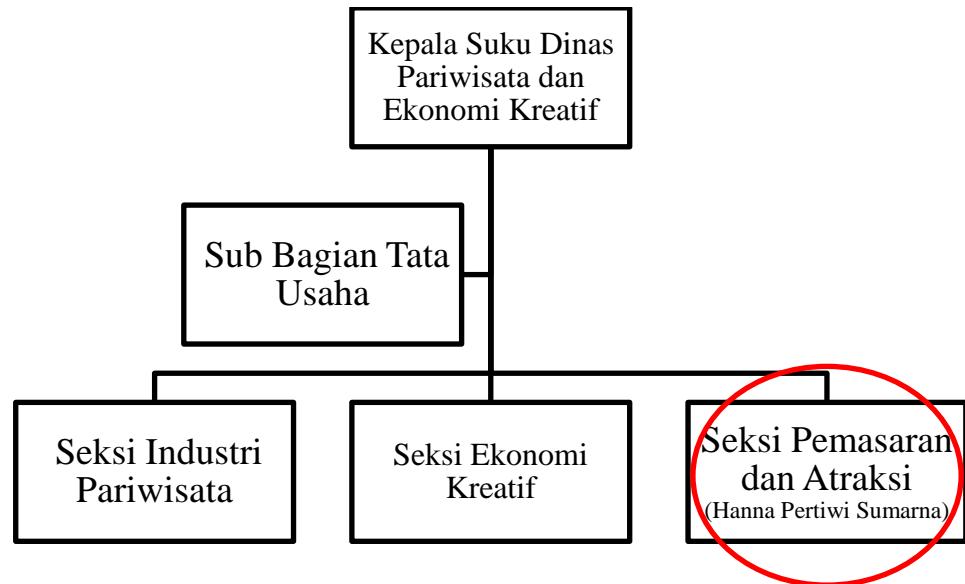 Kepala Suku Dinas
Pariwisata dan
Ekonomi Kreatif
Sub Bagian Tata
Usaha
Seksi Industri
Pariwisata
Seksi Ekonomi
Kreatif
Seksi Pemasaran
dan Atraksi
(Hanna Pertiwi Sumarna)